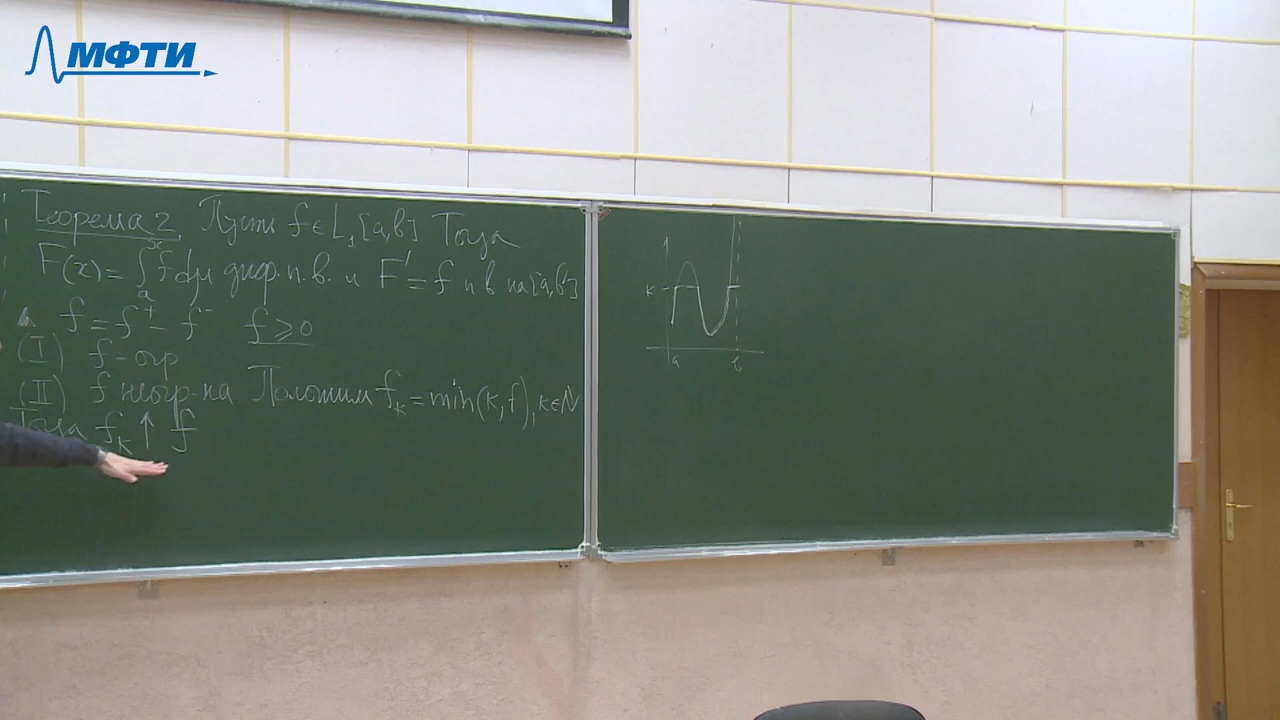 МФТИ
Теорема 2 Пусть f ∈ L₁[a,b] Тогда
F(x) = ∫ₐˣ f dμ диф. п.в. и F' = f п в на [a,b]
f = f⁺ − f⁻ f ⩾ 0
(I) f - огр
(II) f неогр-на Положим fₖ = min(k,f), k∈N
Тогда fₖ ↑ f
к
a b